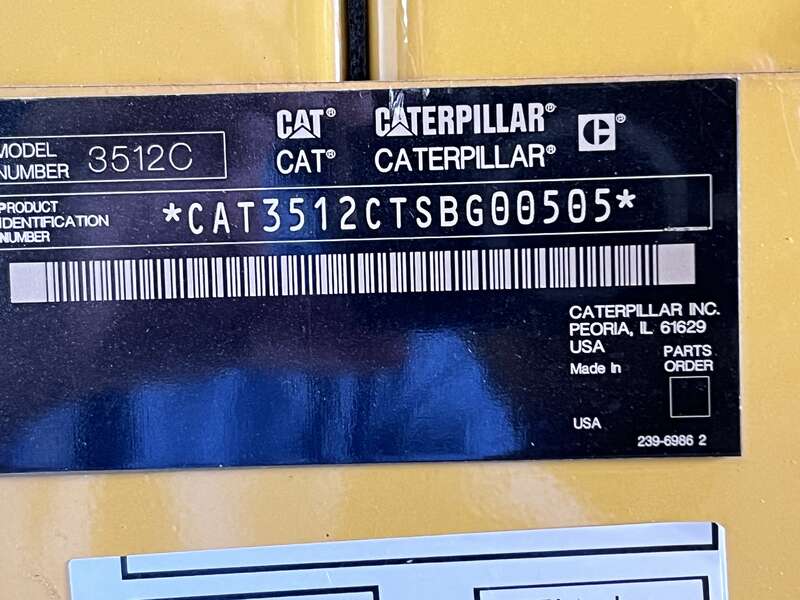 CAT® CATERPILLAR® C®
CAT® CATERPILLAR®
MODEL
NUMBER 3512C
PRODUCT
IDENTIFICATION
NUMBER
*CAT3512CTSBG00505*
CATERPILLAR INC.
PEORIA, IL 61629
USA
Made In
PARTS
ORDER
USA
239-6986 2